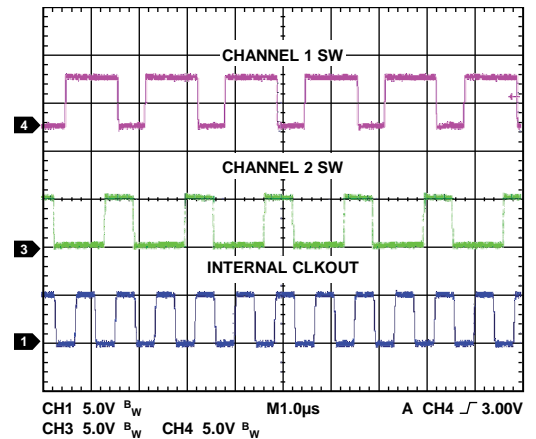 CHANNEL 1 SW
4
CHANNEL 2 SW
3
INTERNAL CLKOUT
1
CH1 5.0V BW M1.0µs A CH4 3.00V
CH3 5.0V BW CH4 5.0V BW